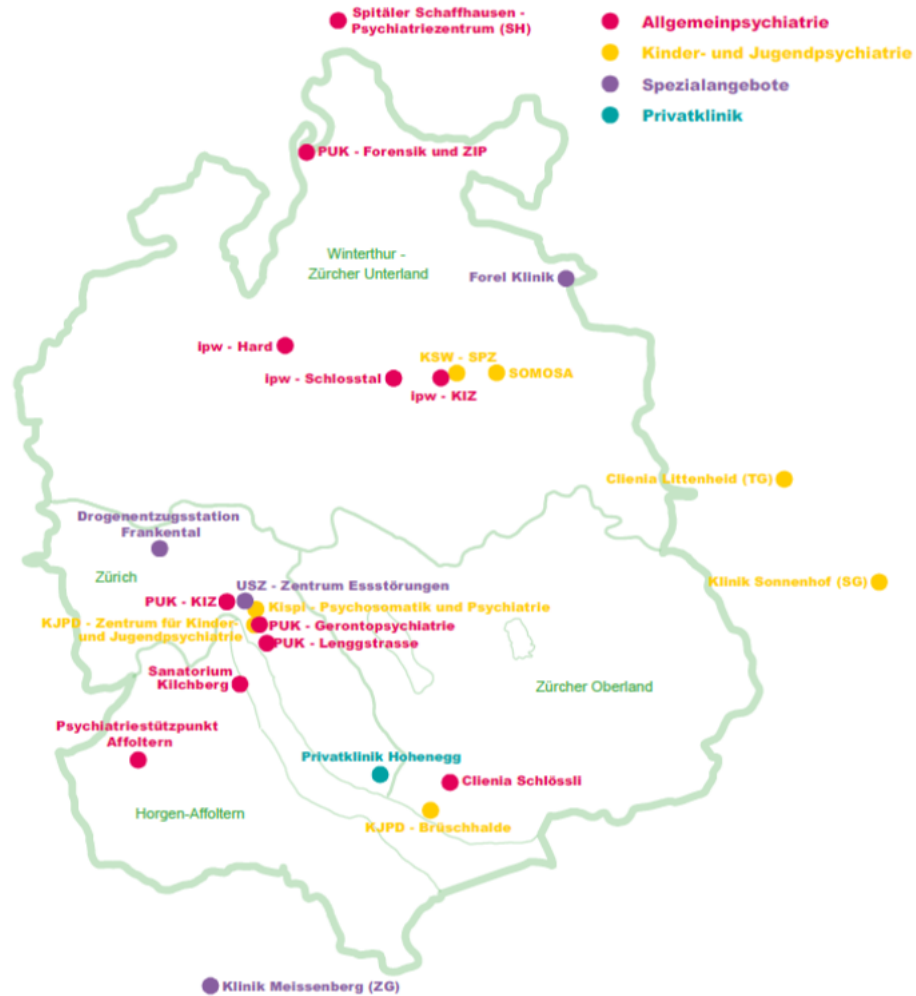 Spitäler Schaffhausen -
Psychiatriezentrum (SH)
Allgemeinpsychiatrie
Kinder- und Jugendpsychiatrie
Spezialangebote
Privatklinik
PUK - Forensik und ZIP
Winterthur -
Zürcher Unterland
Forel Klinik
ipw - Hard
KSW - SPZ
ipw - Schlosstal
SOMOSA
ipw - KIZ
Clienia Littenheid (TG)
Drogenentzugsstation
Frankental
Zürich
Klinik Sonnenhof (SG)
USZ - Zentrum Essstörungen
PUK - KIZ
Kispi - Psychosomatik und Psychiatrie
KJPD - Zentrum für Kinder-
und Jugendpsychiatrie
PUK - Gerontopsychiatrie
PUK - Lenggstrasse
Sanatorium
Kilchberg
Zürcher Oberland
Psychiatriestützpunkt
Affoltern
Privatklinik Hohenegg
Clienia Schlössli
Horgen-Affoltern
KJPD - Brüschhalde
Klinik Meissenberg (ZG)